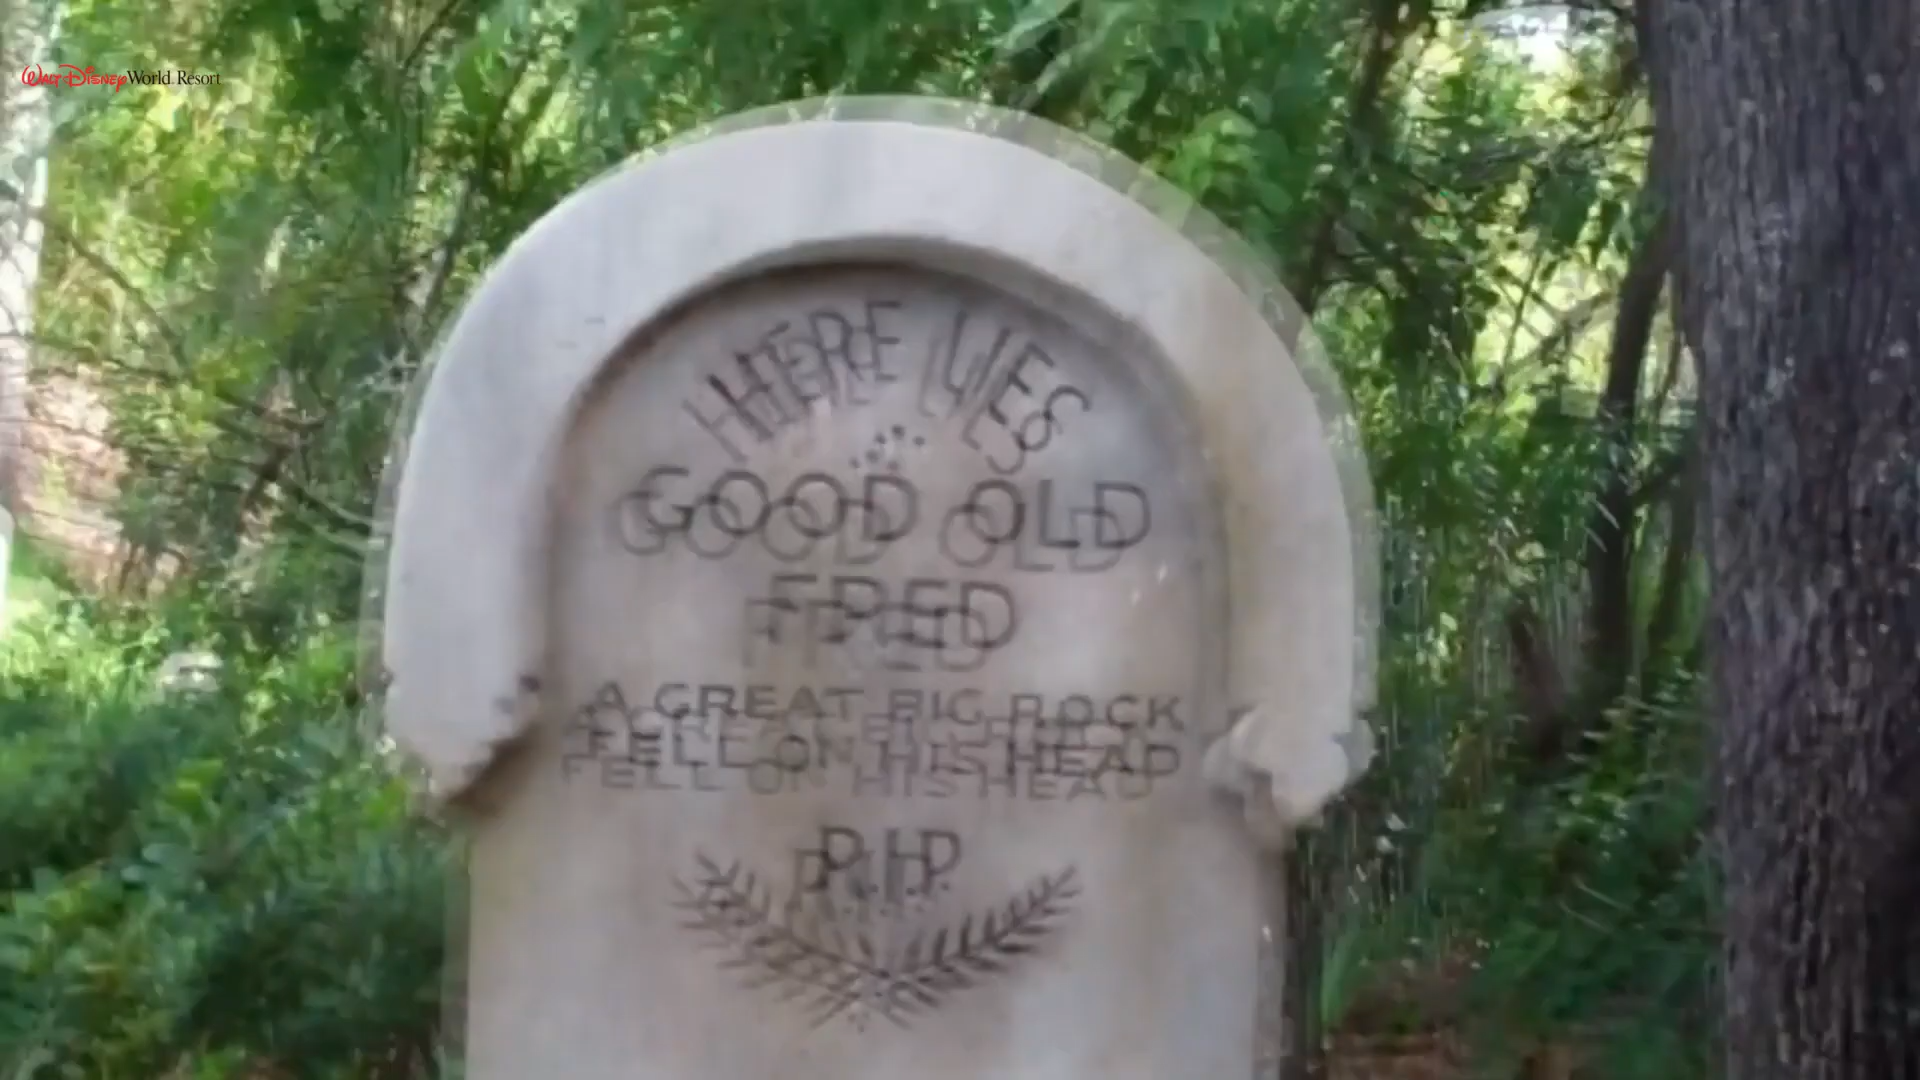 Walt Disney World Resort
HERE LIES
GOOD OLD
FRED
A GREAT BIG ROCK
FELL ON HIS HEAD
R.I.P.